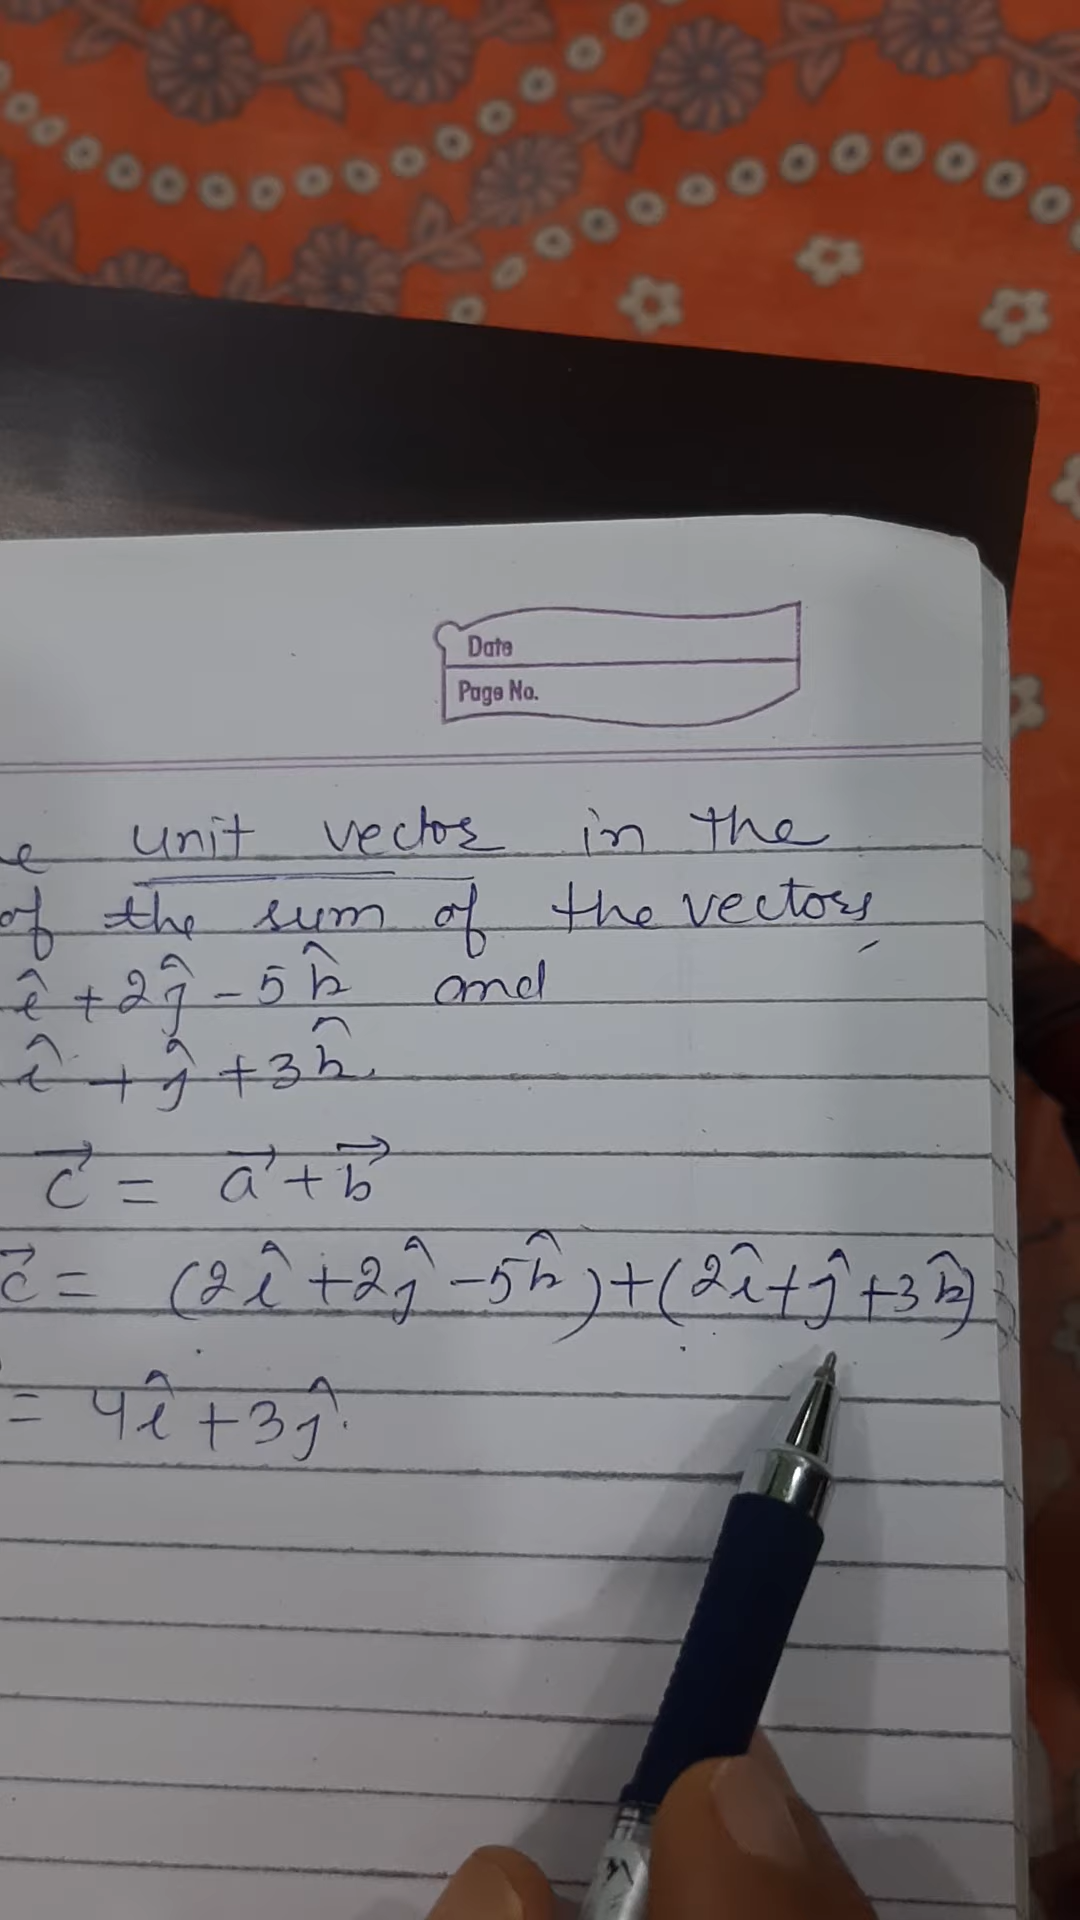 Date
Page No.
e unit vector in the
of the sum of the vectors
î + 2ĵ - 5k̂ and
î + ĵ + 3k̂.
c⃗ = a⃗ + b⃗
c⃗ = (2î + 2ĵ - 5k̂) + (2î + ĵ + 3k̂)
= 4î + 3ĵ